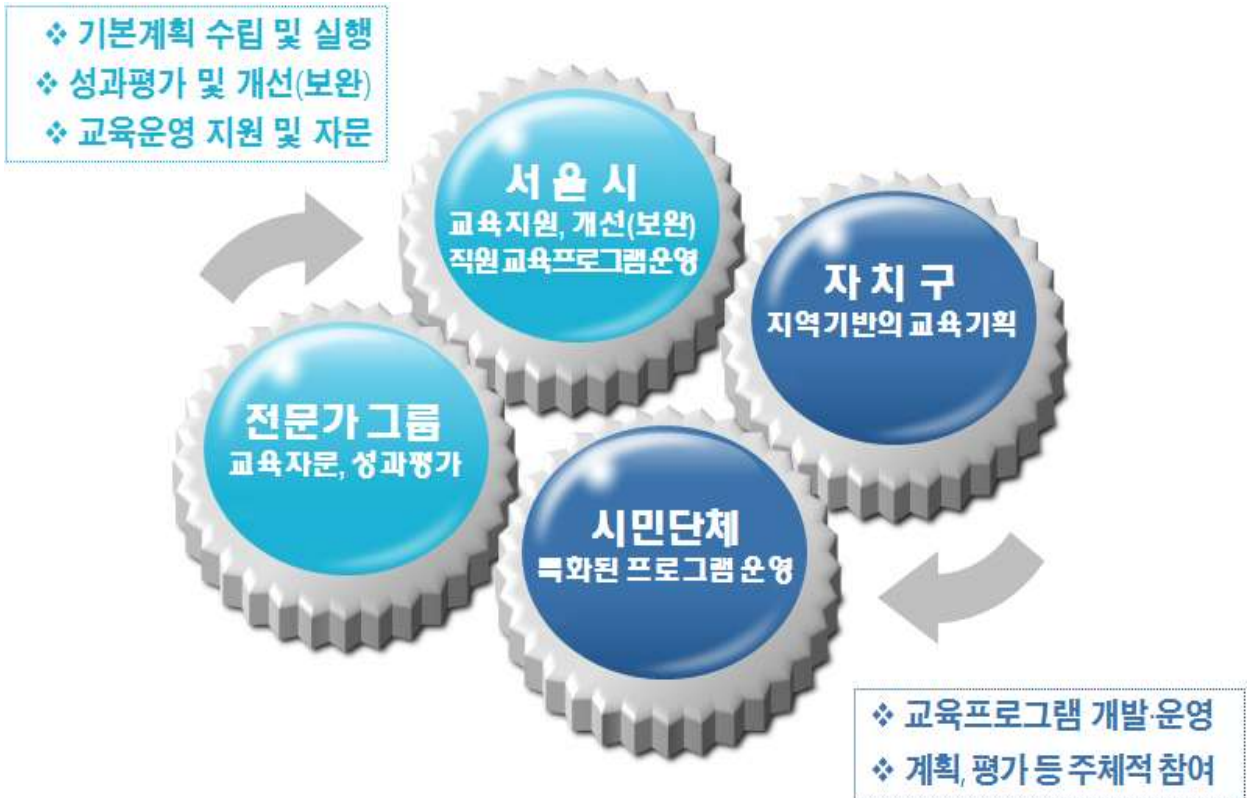 ❖ 기본계획 수립 및 실행
❖ 성과평가 및 개선(보완)
❖ 교육운영 지원 및 자문
서 울 시
교육지원, 개선(보완)
직원 교육프로그램 운영
자 치 구
지역기반의 교육기획
전문가 그룹
교육자문, 성과평가
시민단체
특화된 프로그램 운영
❖ 교육프로그램 개발·운영
❖ 계획, 평가 등 주체적 참여